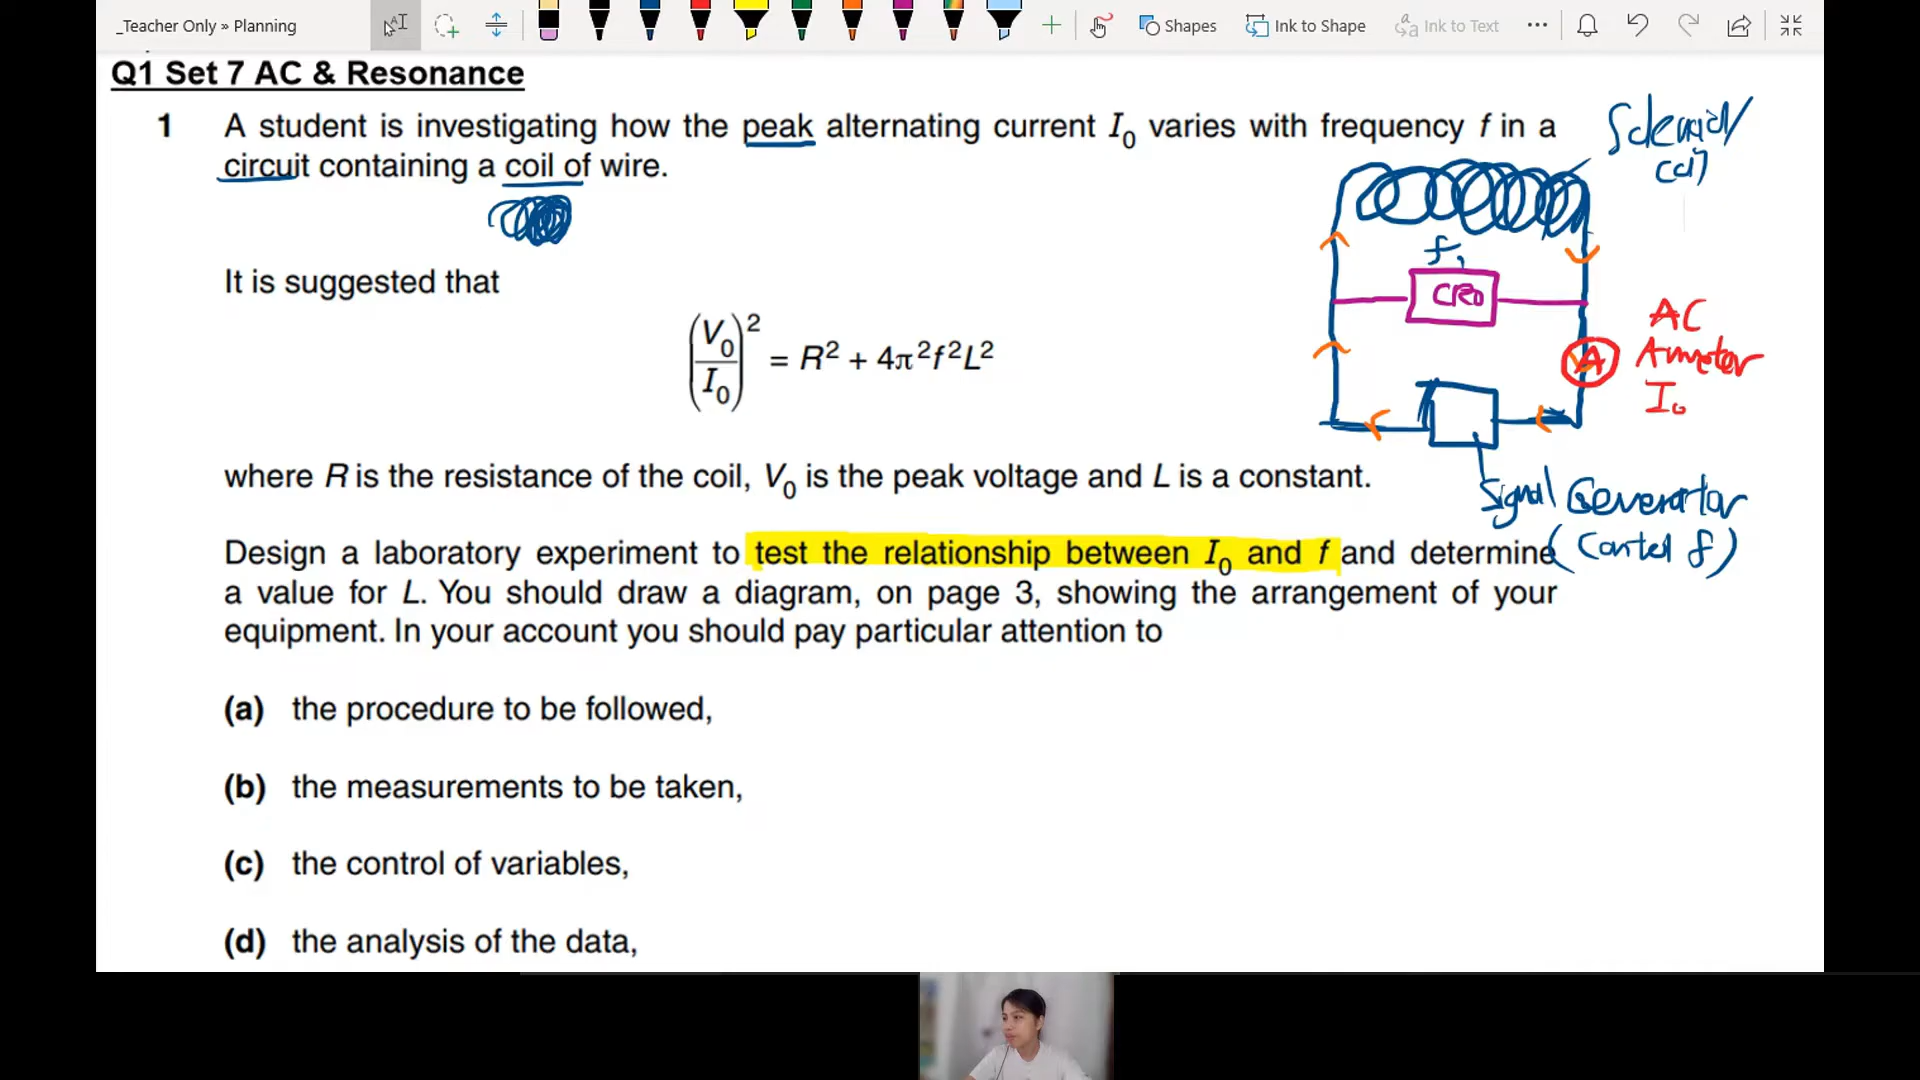 _Teacher Only » Planning
Shapes
Ink to Shape
Ink to Text
Q1 Set 7 AC & Resonance
1 A student is investigating how the peak alternating current I₀ varies with frequency f in a
circuit containing a coil of wire.
Solenoid/
coil
It is suggested that
f,
CRO
(V₀/I₀)² = R² + 4π²f²L²
AC
A
Ammeter
I₀
where R is the resistance of the coil, V₀ is the peak voltage and L is a constant.
Signal Generator
(Control f)
Design a laboratory experiment to test the relationship between I₀ and f and determine
a value for L. You should draw a diagram, on page 3, showing the arrangement of your
equipment. In your account you should pay particular attention to
(a) the procedure to be followed,
(b) the measurements to be taken,
(c) the control of variables,
(d) the analysis of the data,